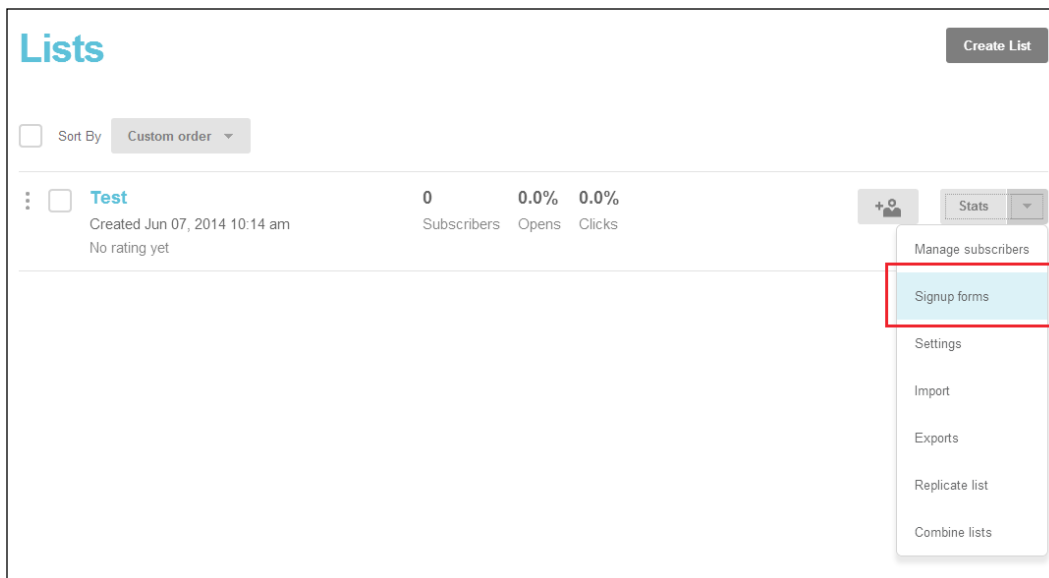 Lists
Create List
Sort By Custom order
Test 0 0.0% 0.0% Stats
Created Jun 07, 2014 10:14 am Subscribers Opens Clicks
No rating yet
Manage subscribers
Signup forms
Settings
Import
Exports
Replicate list
Combine lists